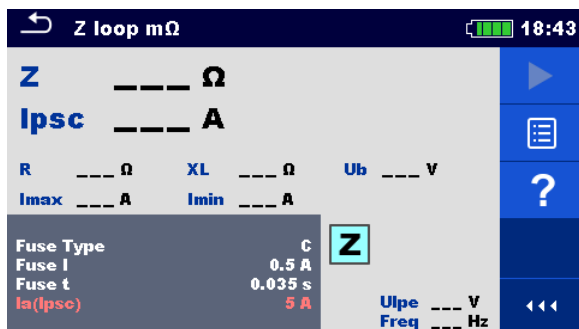 Z loop mΩ 18:43
Z ___ Ω
Ipsc ___ A
R ___ Ω XL ___ Ω Ub ___ V
Imax ___ A Imin ___ A
?
Fuse Type C
Fuse I 0.5 A
Fuse t 0.035 s
Ia(Ipsc) 5 A
Z
Ulpe ___ V
Freq ___ Hz